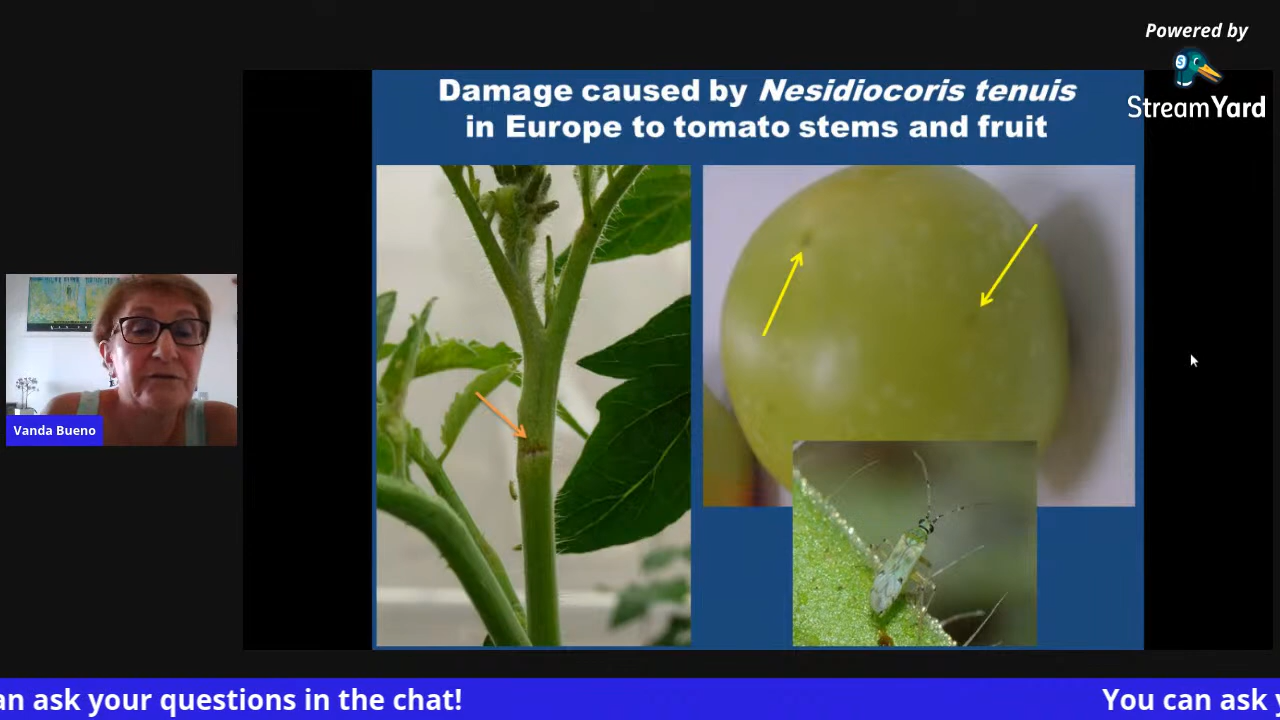 Powered by
StreamYard
Damage caused by Nesidiocoris tenuis
in Europe to tomato stems and fruit
Vanda Bueno
an ask your questions in the chat!
You can ask